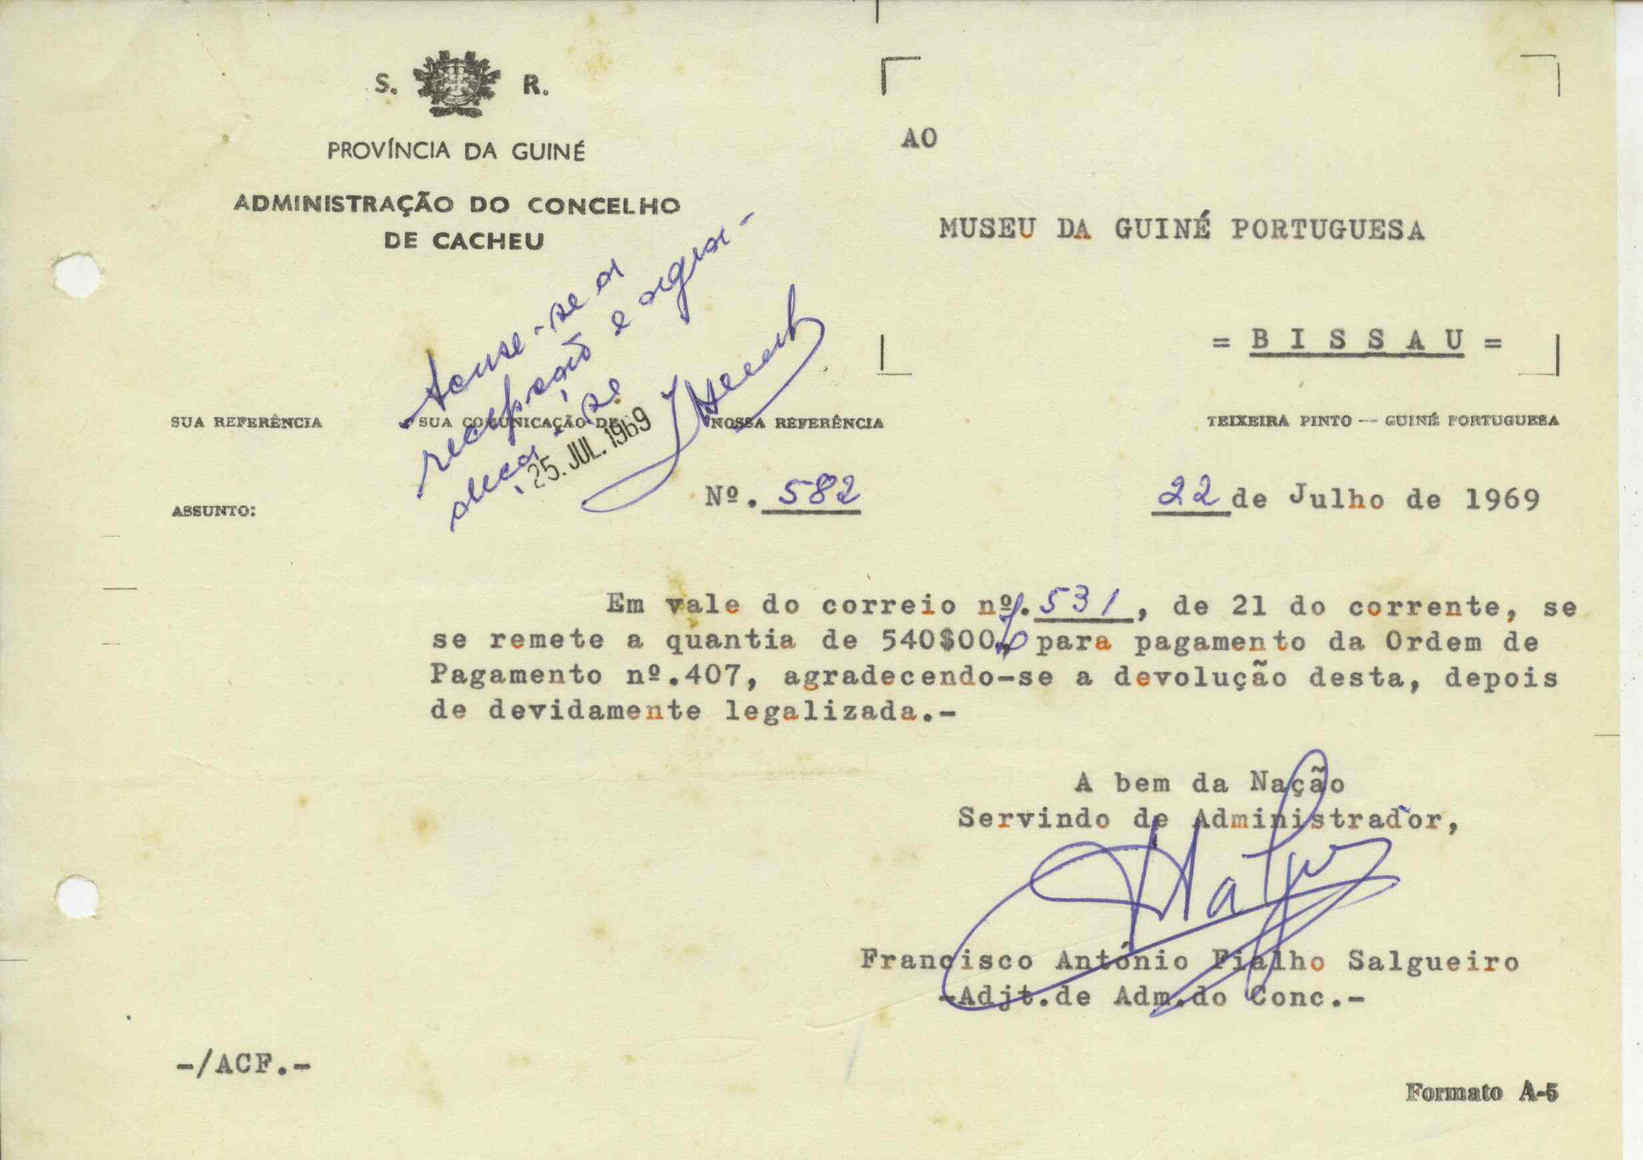 S. R.
PROVÍNCIA DA GUINÉ
ADMINISTRAÇÃO DO CONCELHO
DE CACHEU
AO
MUSEU DA GUINÉ PORTUGUESA
= B I S S A U =
Acuse-se a
recepção e agra-
deça-se
25. JUL. 1969
SUA REFERÊNCIA
SUA COMUNICAÇÃO DE
NOSSA REFERÊNCIA
TEIXEIRA PINTO -- GUINÉ PORTUGUESA
Nº. 582
22 de Julho de 1969
ASSUNTO:
Em vale do correio nº. 531, de 21 do corrente, se
se remete a quantia de 540$00, para pagamento da Ordem de
Pagamento nº.407, agradecendo-se a devolução desta, depois
de devidamente legalizada.-
A bem da Nação
Servindo de Administrador,
Francisco António Fialho Salgueiro
-Adjt.de Adm.do Conc.-
-/ACF.-
Formato A-5